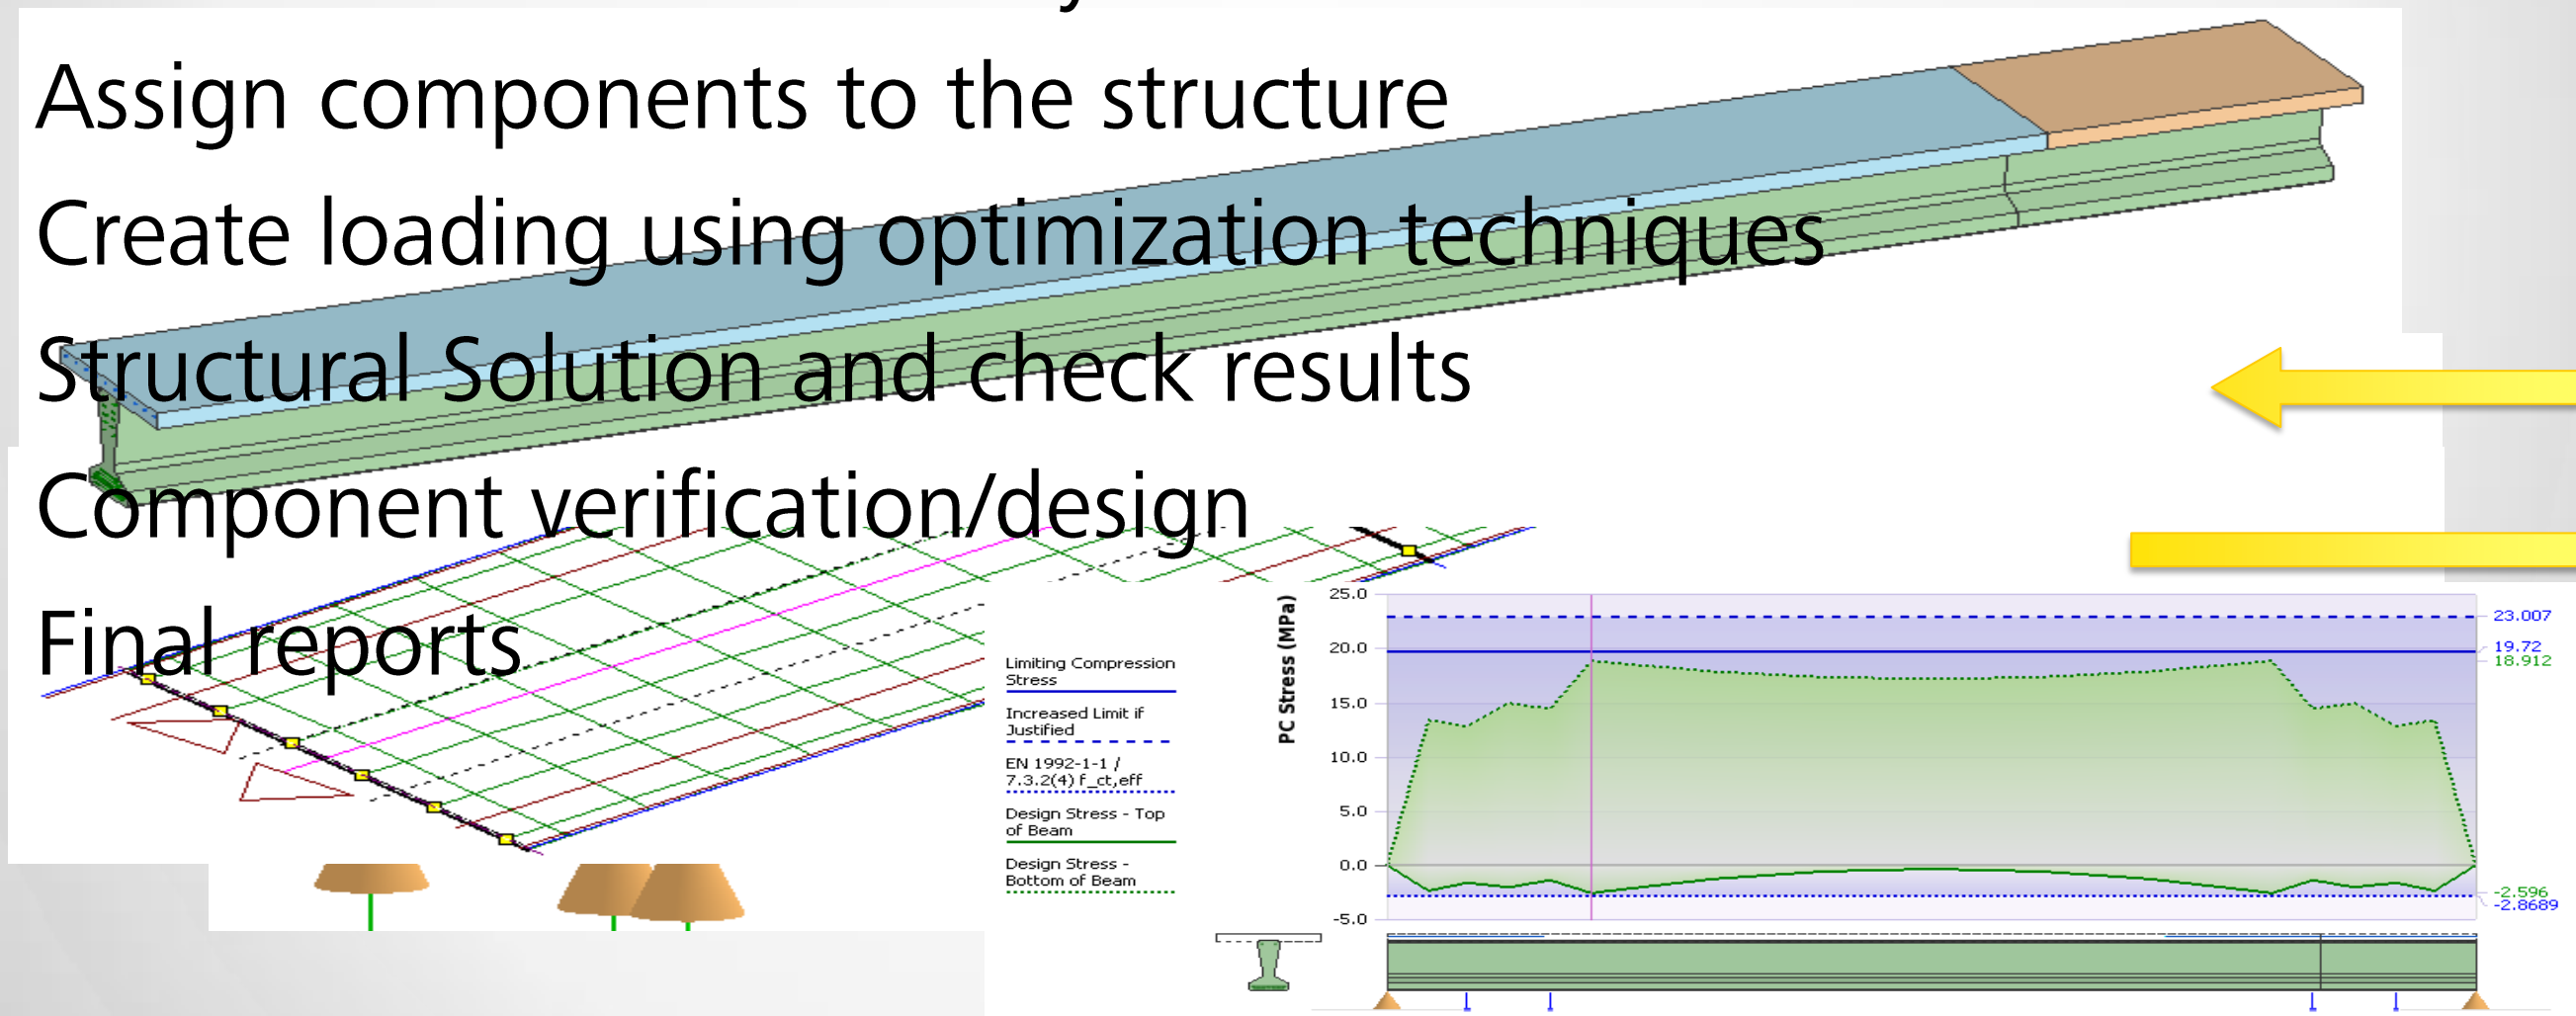 Assign components to the structure
Create loading using optimization techniques
Structural Solution and check results
Component verification/design
Final reports
Limiting Compression
Stress
Increased Limit if
Justified
EN 1992-1-1 /
7.3.2(4) f_ct,eff
Design Stress - Top
of Beam
Design Stress -
Bottom of Beam
PC Stress (MPa)
25.0
20.0
15.0
10.0
5.0
0.0
-5.0
23.007
19.72
18.912
-2.596
-2.8689